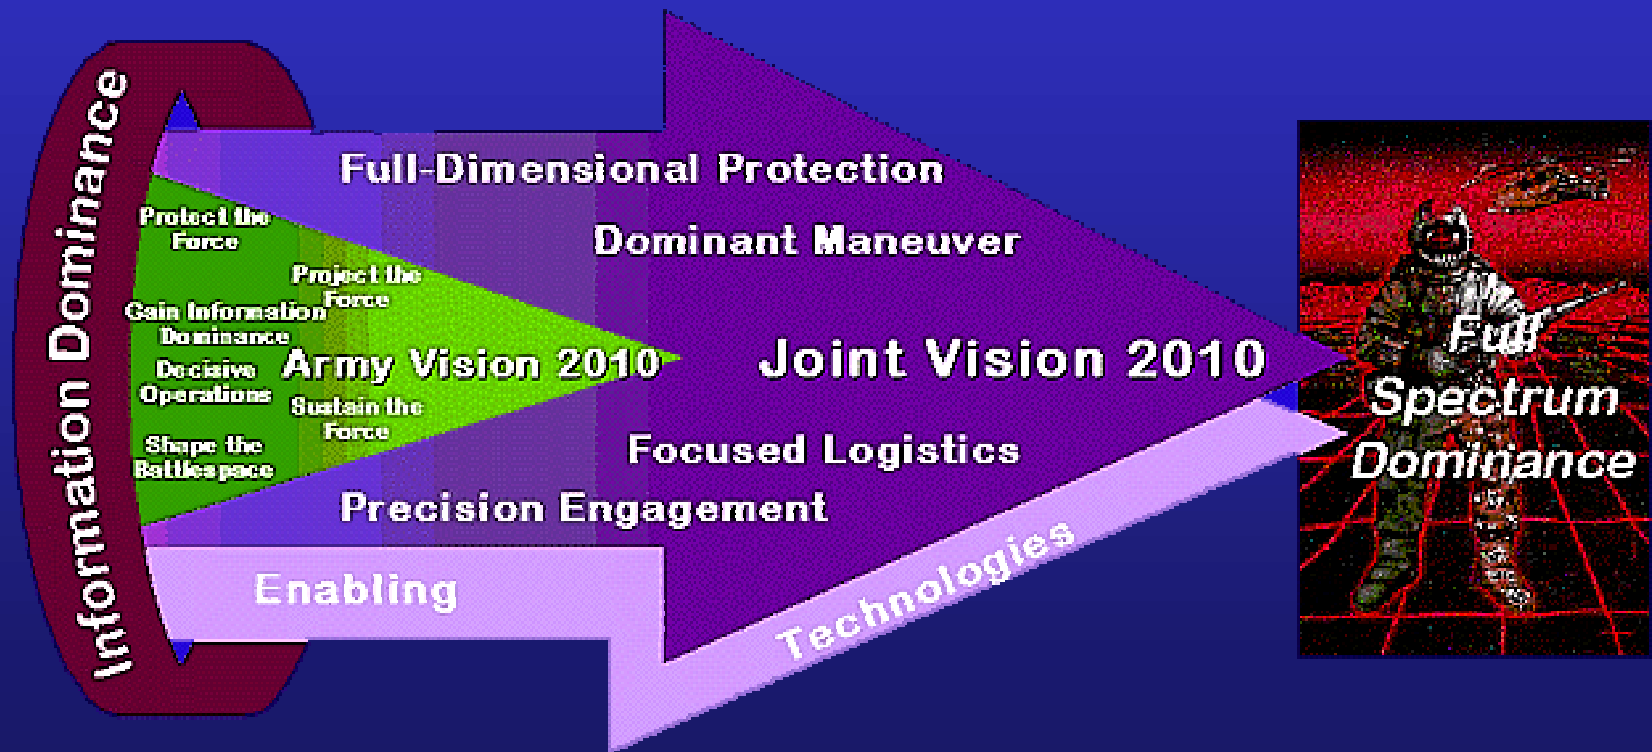 Information Dominance
Full-Dimensional Protection
Dominant Maneuver
Protect the
Force
Project the
Force
Gain Information
Dominance
Decisive
Operations
Army Vision 2010
Sustain the
Force
Shape the
Battlespace
Joint Vision 2010
Focused Logistics
Precision Engagement
Enabling
Technologies
Full
Spectrum
Dominance